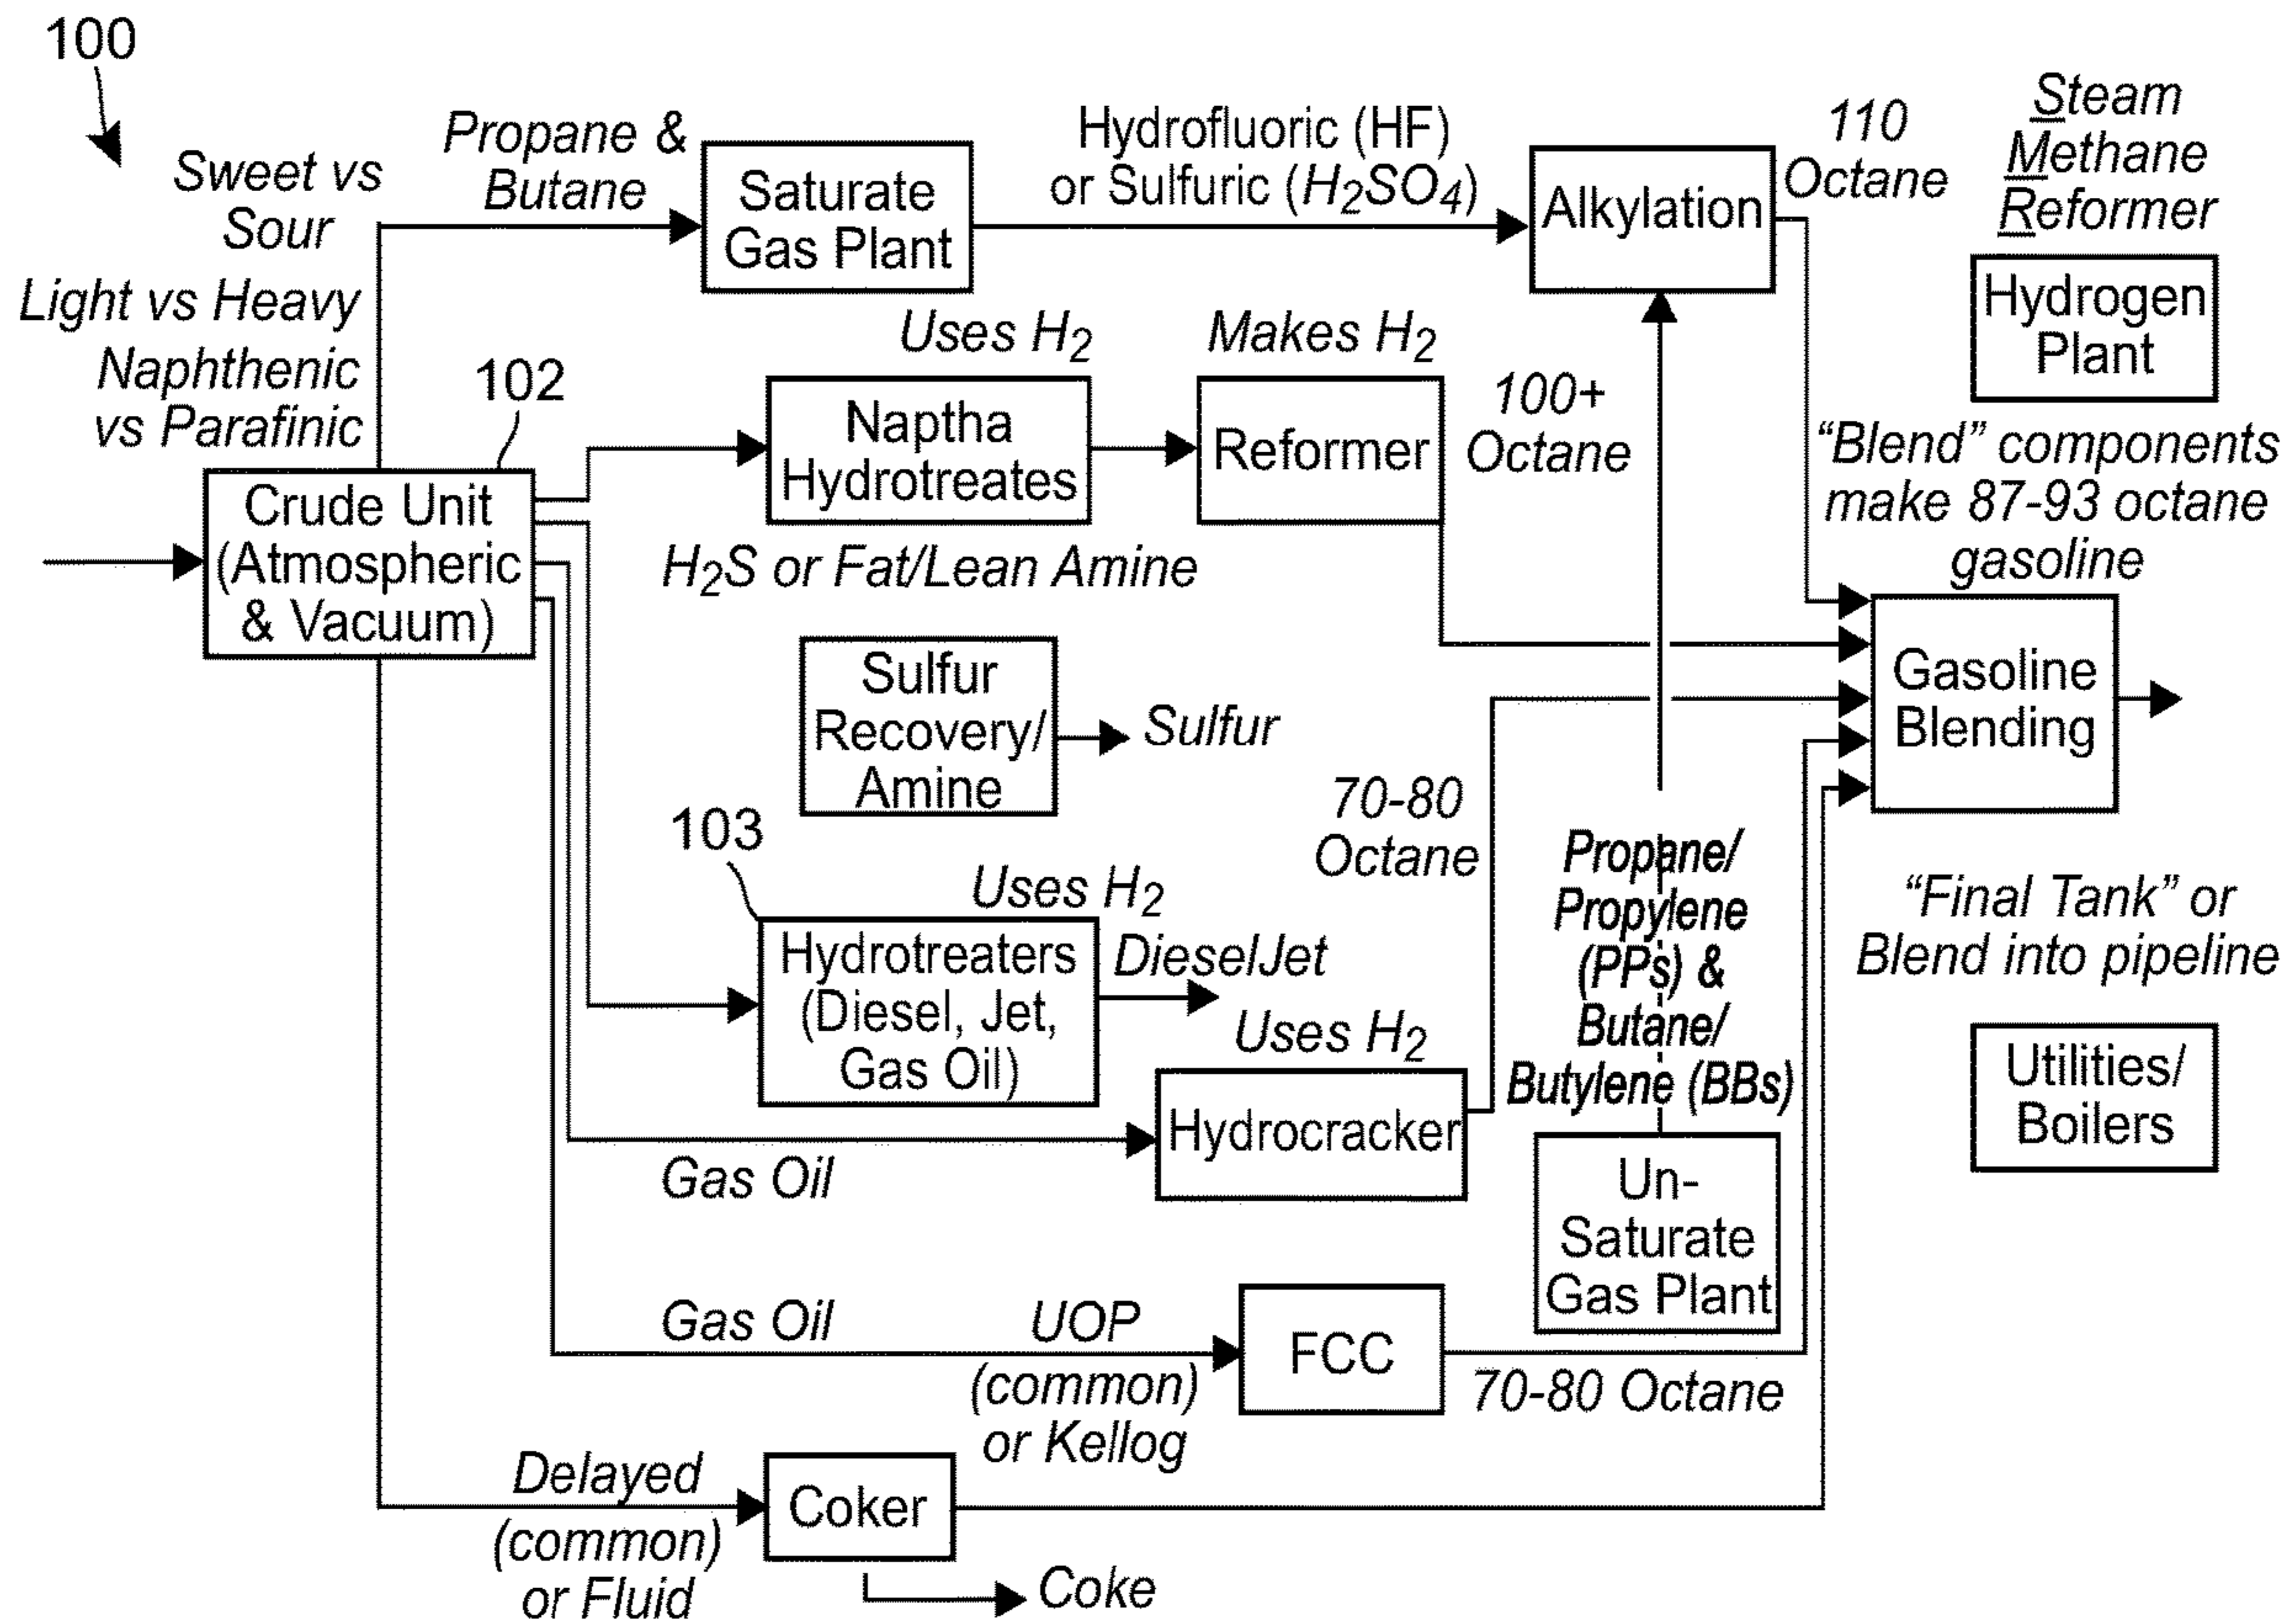 100
Sweet vs
Sour
Light vs Heavy
Naphthenic
vs Parafinic
102
Crude Unit
(Atmospheric
& Vacuum)
Propane &
Butane
Saturate
Gas Plant
Hydrofluoric (HF)
or Sulfuric (H2SO4)
Alkylation
110
Octane
Steam
Methane
Reformer
Hydrogen
Plant
Uses H2
Naptha
Hydrotreates
Makes H2
Reformer
100+
Octane
“Blend” components
make 87-93 octane
gasoline
H2S or Fat/Lean Amine
Sulfur
Recovery/
Amine
Sulfur
Gasoline
Blending
103
Uses H2
Hydrotreaters
(Diesel, Jet,
Gas Oil)
DieselJet
70-80
Octane
Propane/
Propylene
(PPs) &
Butane/
Butylene (BBs)
“Final Tank” or
Blend into pipeline
Uses H2
Hydrocracker
Gas Oil
Un-
Saturate
Gas Plant
Utilities/
Boilers
Gas Oil
UOP
(common)
or Kellog
FCC
70-80 Octane
Delayed
(common)
or Fluid
Coker
Coke